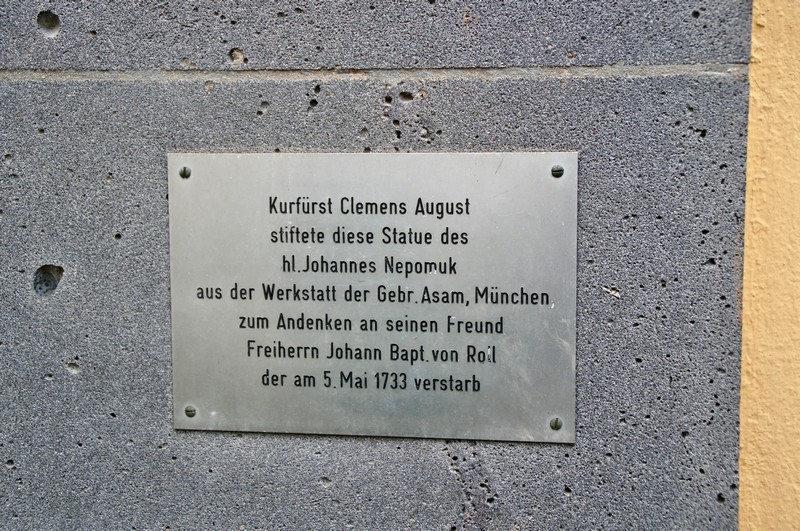 Kurfürst Clemens August
stiftete diese Statue des
hl. Johannes Nepomuk
aus der Werkstatt der Gebr. Asam, München,
zum Andenken an seinen Freund
Freiherrn Johann Bapt. von Roll
der am 5. Mai 1733 verstarb